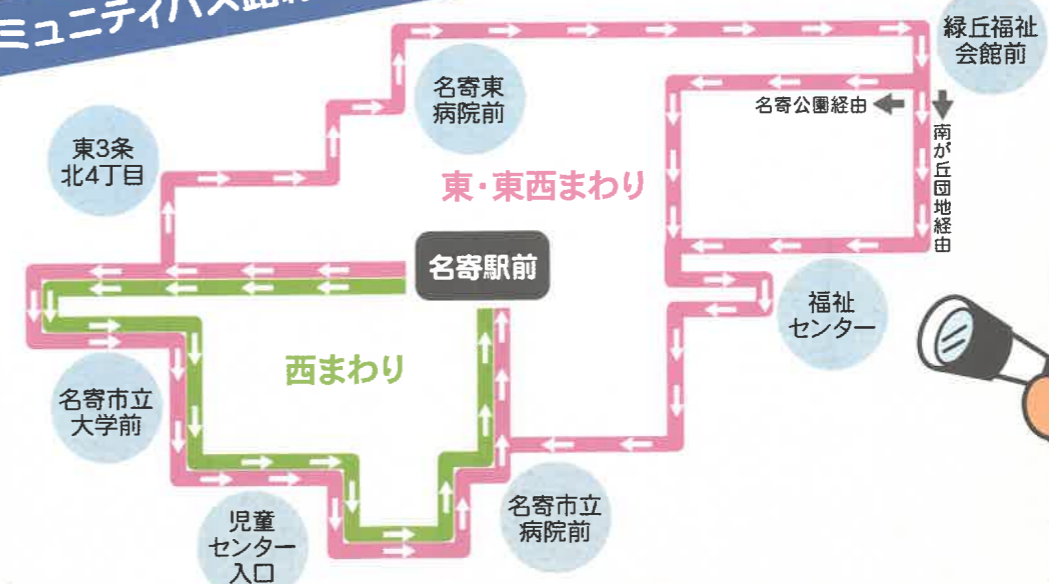 ミュニティバス路
緑丘福祉
会館前
名寄東
病院前
名寄公園経由
南が丘団地経由
東3条
北4丁目
東・東西まわり
名寄駅前
福祉
センター
西まわり
名寄市立
大学前
名寄市立
病院前
児童
センター
入口